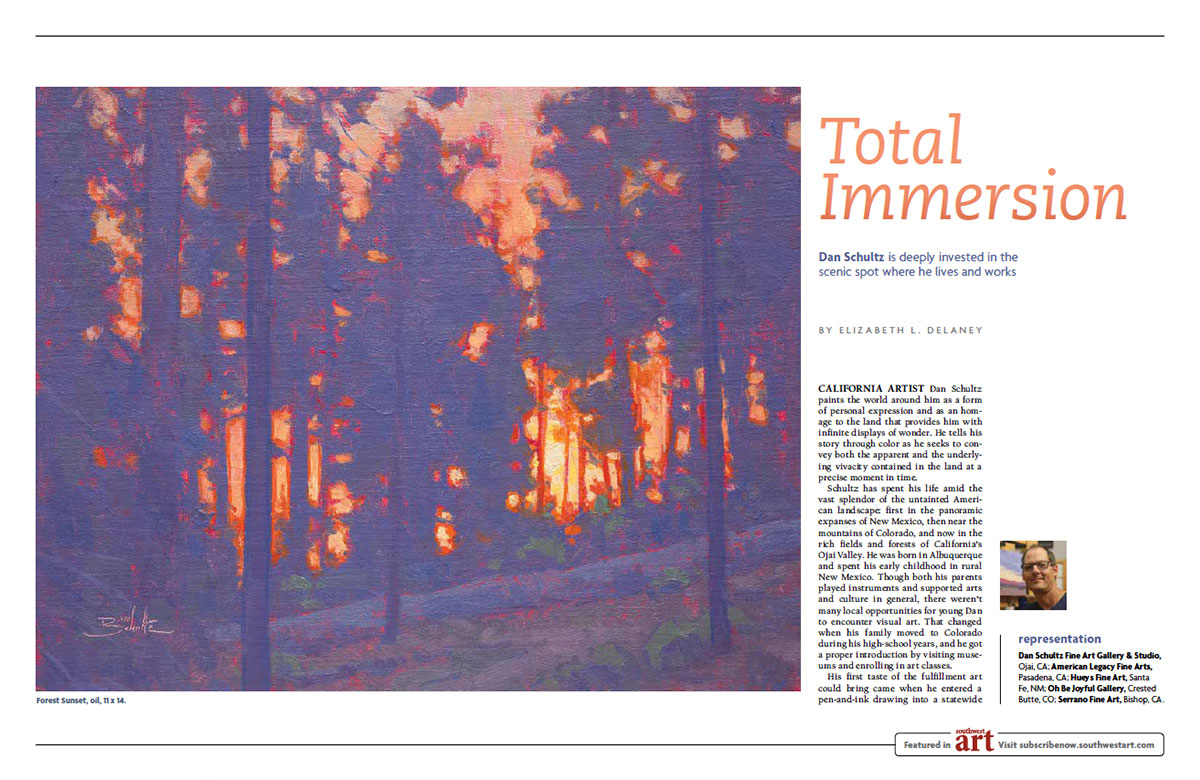 Total
Immersion
Dan Schultz is deeply invested in the
scenic spot where he lives and works
BY ELIZABETH L. DELANEY
CALIFORNIA ARTIST Dan Schultz
paints the world around him as a form
of personal expression and as an hom-
age to the land that provides him with
infinite displays of wonder. He tells his
story through color as he seeks to con-
vey both the apparent and the underly-
ing vivacity contained in the land at a
precise moment in time.
Schultz has spent his life amid the
vast splendor of the untainted Ameri-
can landscape: first in the panoramic
expanses of New Mexico, then near the
mountains of Colorado, and now in the
rich fields and forests of California's
Ojai Valley. He was born in Albuquerque
and spent his early childhood in rural
New Mexico. Though both his parents
played instruments and supported arts
and culture in general, there weren't
many local opportunities for young Dan
to encounter visual art. That changed
when his family moved to Colorado
during his high-school years, and he got
a proper introduction by visiting muse-
ums and enrolling in art classes.
His first taste of the fulfillment art
could bring came when he entered a
pen-and-ink drawing into a statewide
representation
Dan Schultz Fine Art Gallery & Studio,
Ojai, CA; American Legacy Fine Arts,
Pasadena, CA; Hueys Fine Art, Santa
Fe, NM; Oh Be Joyful Gallery, Crested
Butte, CO; Serrano Fine Art, Bishop, CA.
Schultz
Forest Sunset, oil, 11 x 14.
Featured in southwest art Visit subscribenow.southwestart.com